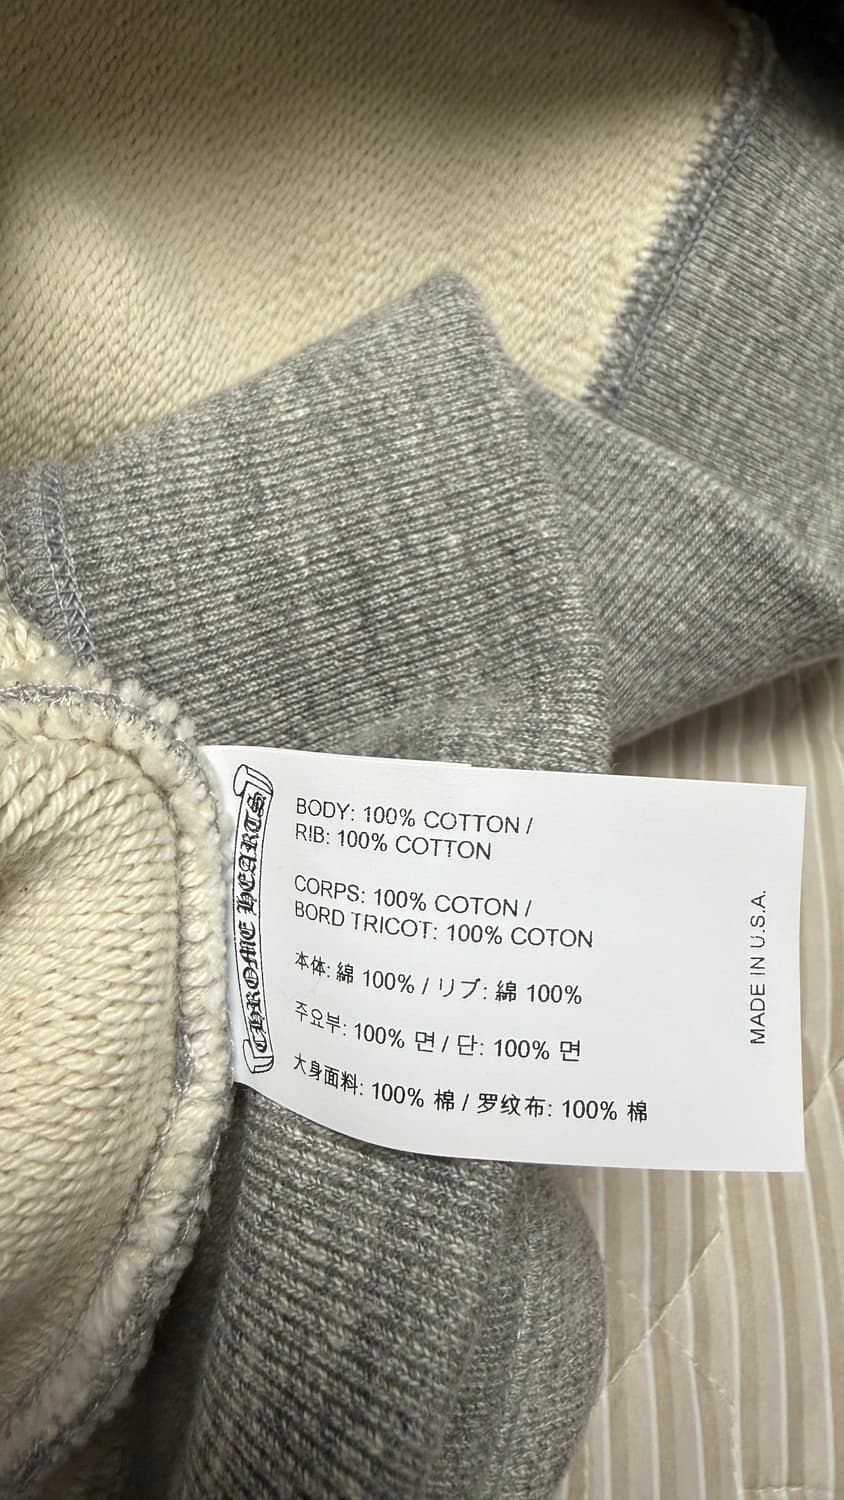 CHROME HEARTS
BODY: 100% COTTON /
RIB: 100% COTTON
CORPS: 100% COTON /
BORD TRICOT: 100% COTON
本体: 綿 100% / リブ: 綿 100%
주요부: 100% 면 / 단: 100% 면
大身面料: 100% 棉 / 罗纹布: 100% 棉
MADE IN U.S.A.